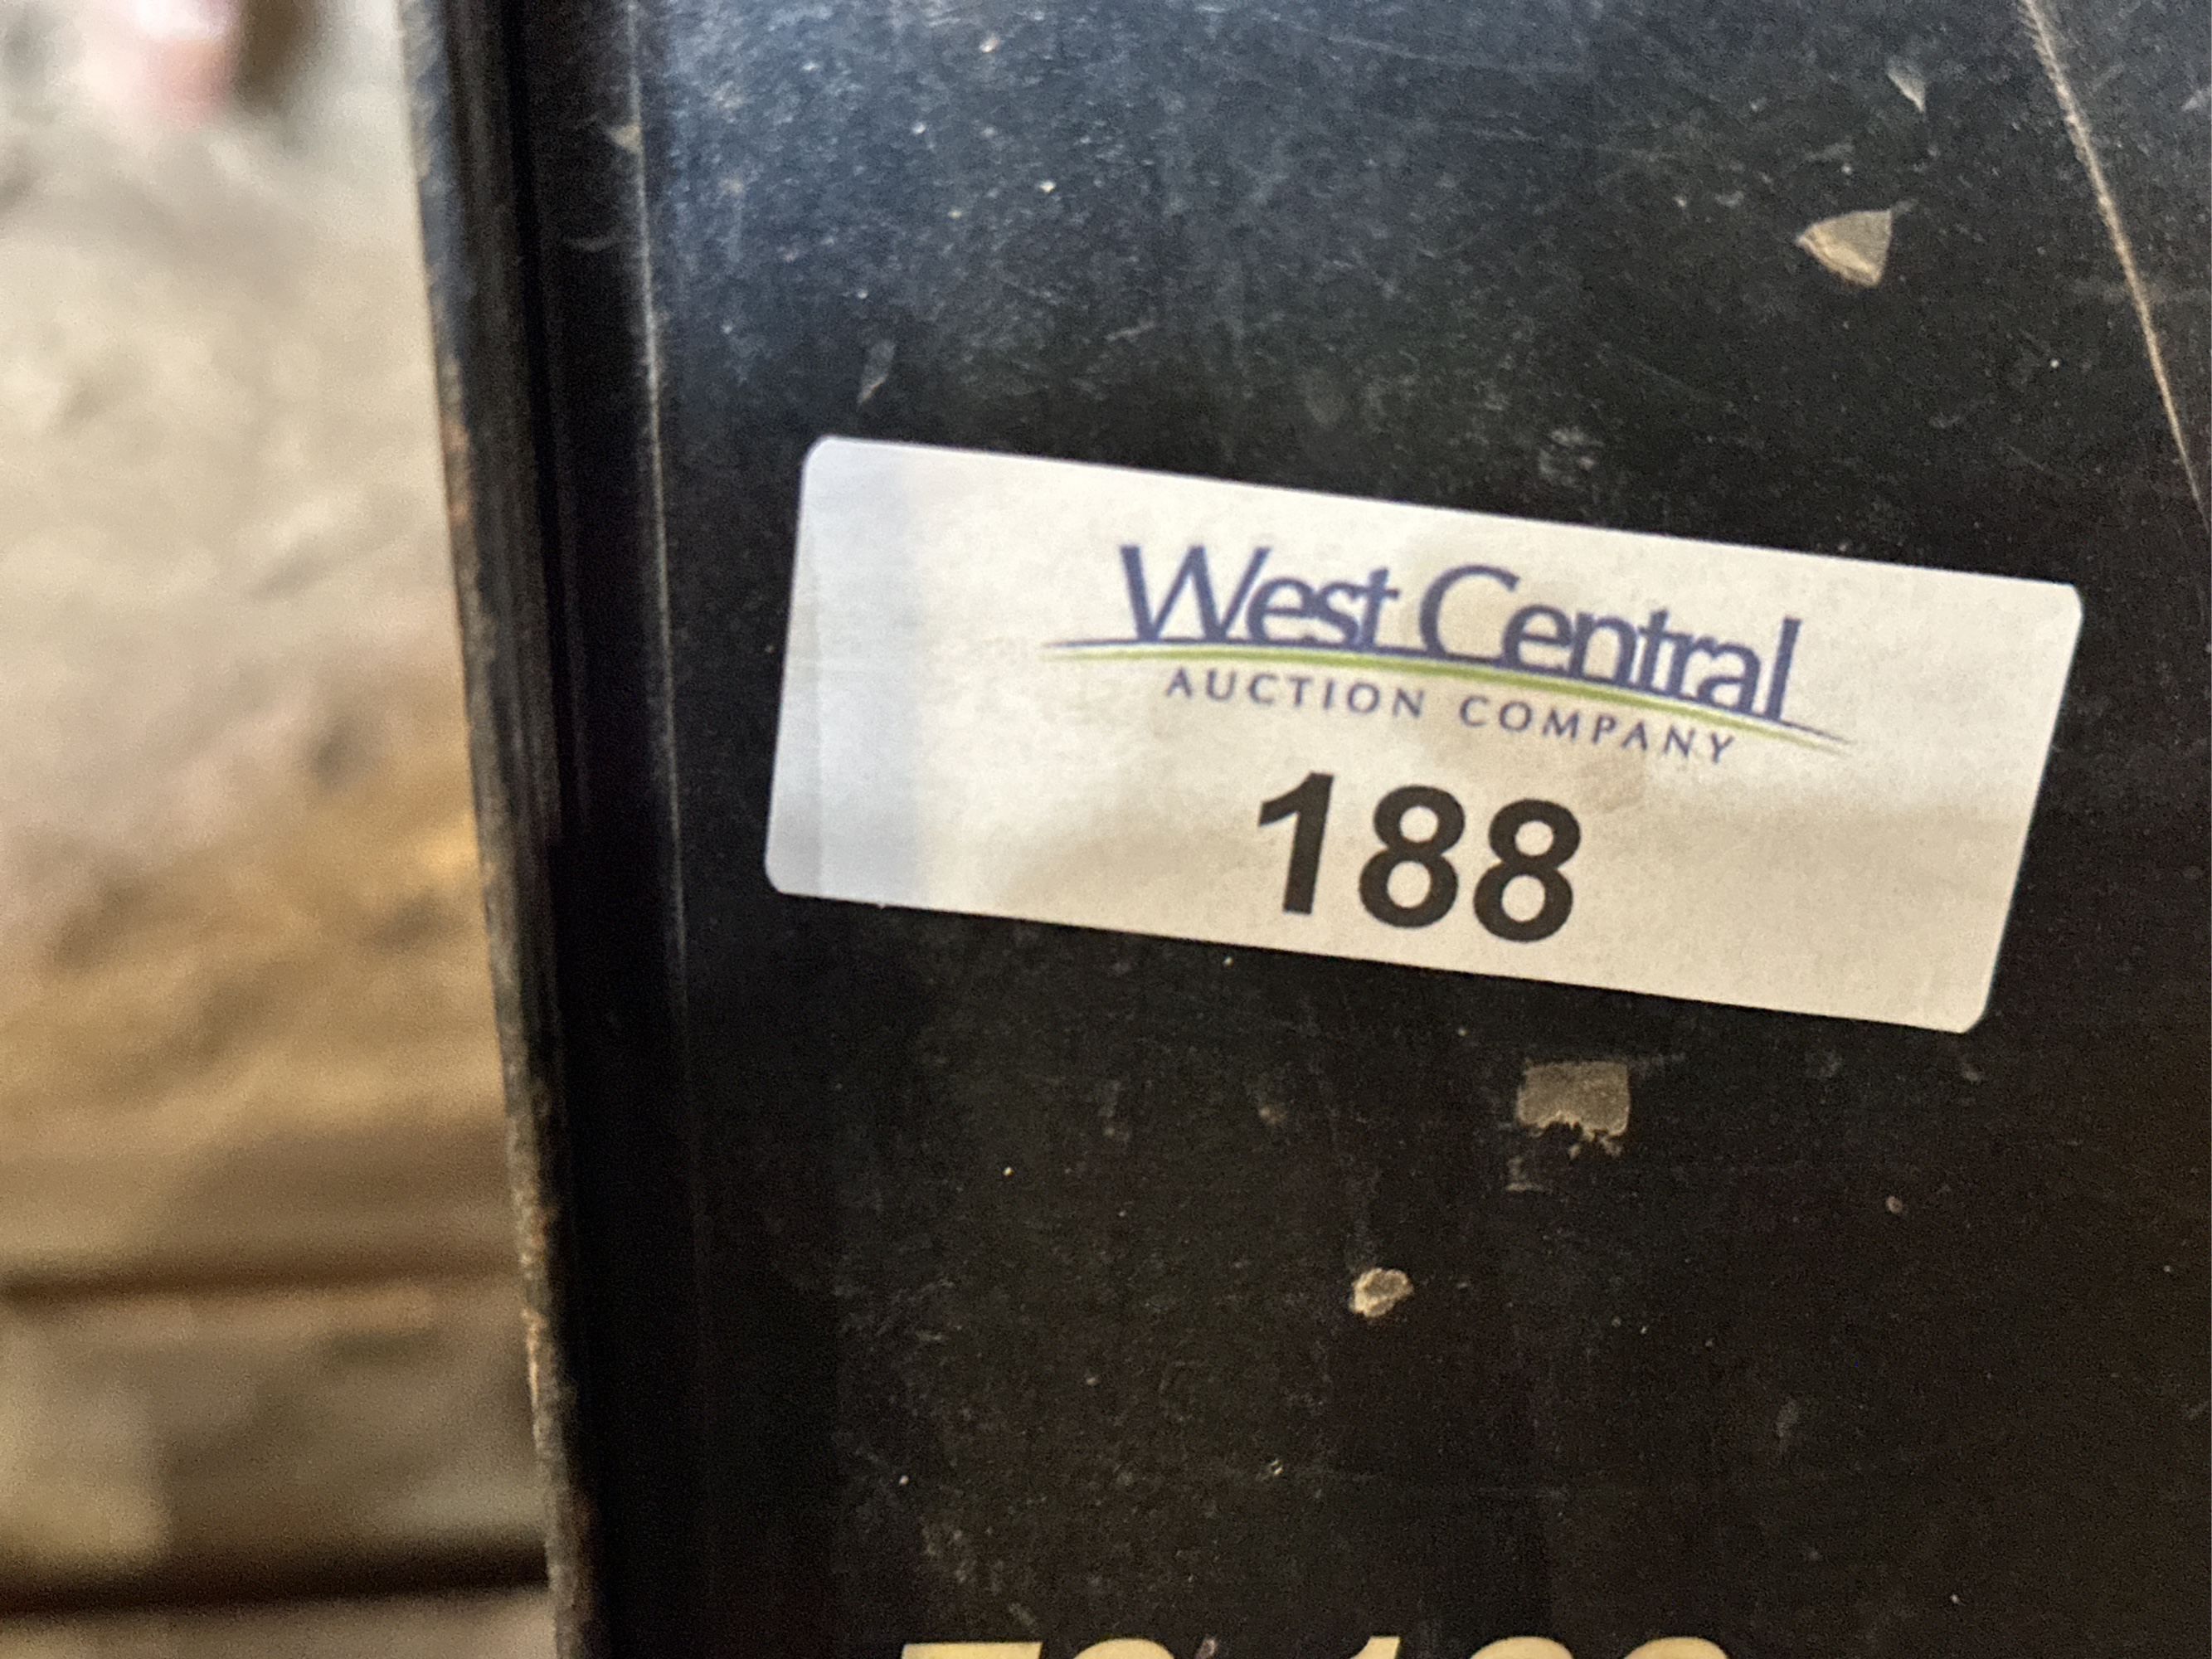 West Central
AUCTION COMPANY
188